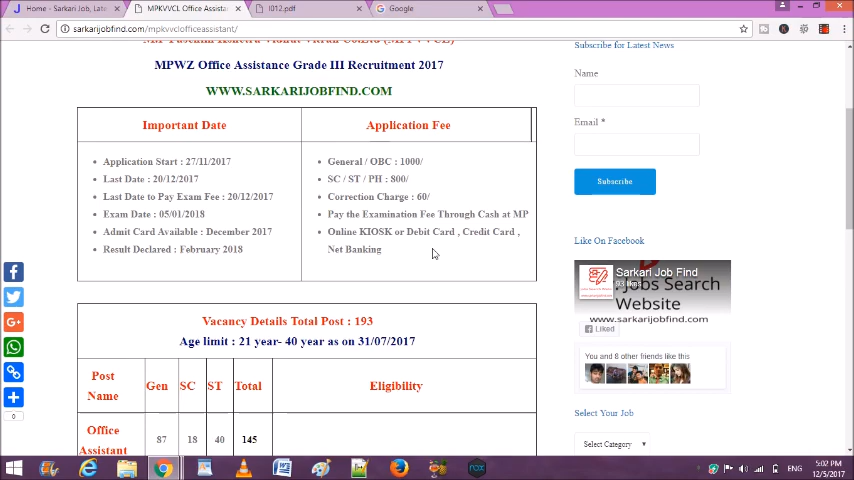 Home - Sarkari Job, Late
MPKVVCL Office Assistan
I012.pdf
Google
sarkarijobfind.com/mpkvvclofficeassistant/
MPWZ Office Assistance Grade III Recruitment 2017
WWW.SARKARIJOBFIND.COM
Important Date
Application Start : 27/11/2017
Last Date : 20/12/2017
Last Date to Pay Exam Fee : 20/12/2017
Exam Date : 05/01/2018
Admit Card Available : December 2017
Result Declared : February 2018
Application Fee
General / OBC : 1000/
SC / ST / PH : 800/
Correction Charge : 60/
Pay the Examination Fee Through Cash at MP
Online KIOSK or Debit Card , Credit Card ,
Net Banking
Vacancy Details Total Post : 193
Age limit : 21 year- 40 year as on 31/07/2017
Post
Name
Gen
SC
ST
Total
Eligibility
Office
Assistant
87
18
40
145
Subscribe for Latest News
Name
Email *
Subscribe
Like On Facebook
Sarkari Job Find
93 likes
Jobs Search
Website
www.sarkarijobfind.com
Liked
You and 8 other friends like this
Select Your Job
Select Category
0
ENG
5:02 PM
12/5/2017